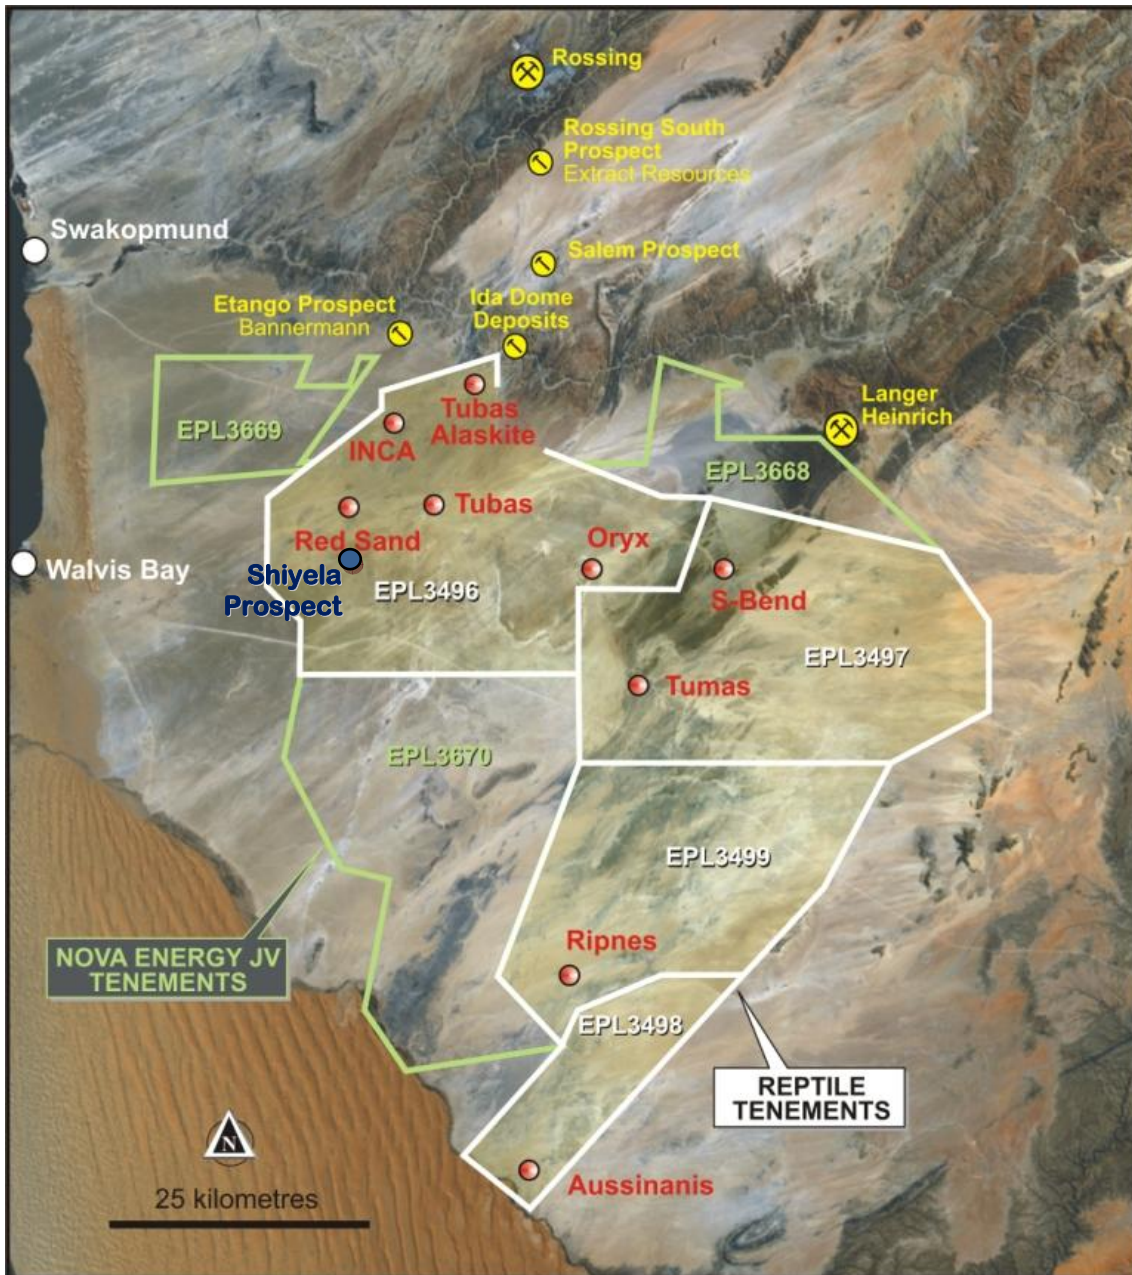 Rossing
Rossing South
Prospect
Extract Resources
Swakopmund
Salem Prospect
Etango Prospect
Bannermann
Ida Dome
Deposits
EPL3669
Tubas
Alaskite
INCA
Langer
Heinrich
EPL3668
Tubas
Red Sand
Oryx
Walvis Bay
Shiyela
Prospect
EPL3496
S-Bend
EPL3497
Tumas
EPL3670
EPL3499
NOVA ENERGY JV
TENEMENTS
Ripnes
EPL3498
REPTILE
TENEMENTS
N
25 kilometres
Aussinanis